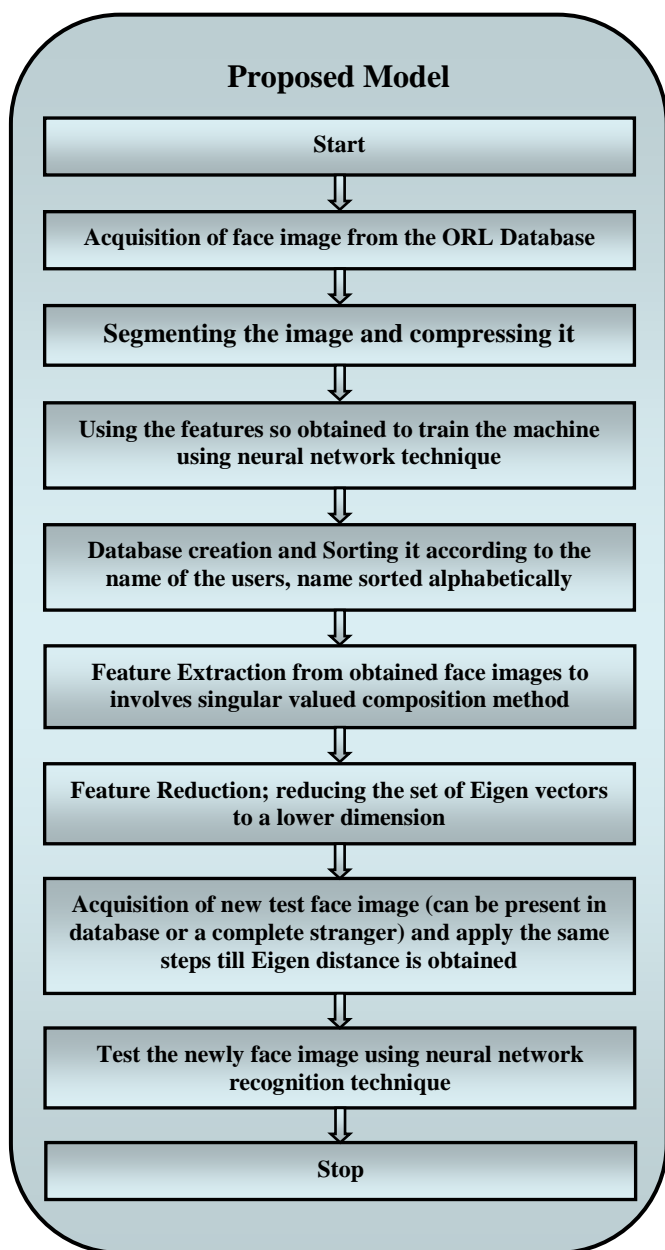 Proposed Model
Start
Acquisition of face image from the ORL Database
Segmenting the image and compressing it
Using the features so obtained to train the machine
using neural network technique
Database creation and Sorting it according to the
name of the users, name sorted alphabetically
Feature Extraction from obtained face images to
involves singular valued composition method
Feature Reduction; reducing the set of Eigen vectors
to a lower dimension
Acquisition of new test face image (can be present in
database or a complete stranger) and apply the same
steps till Eigen distance is obtained
Test the newly face image using neural network
recognition technique
Stop